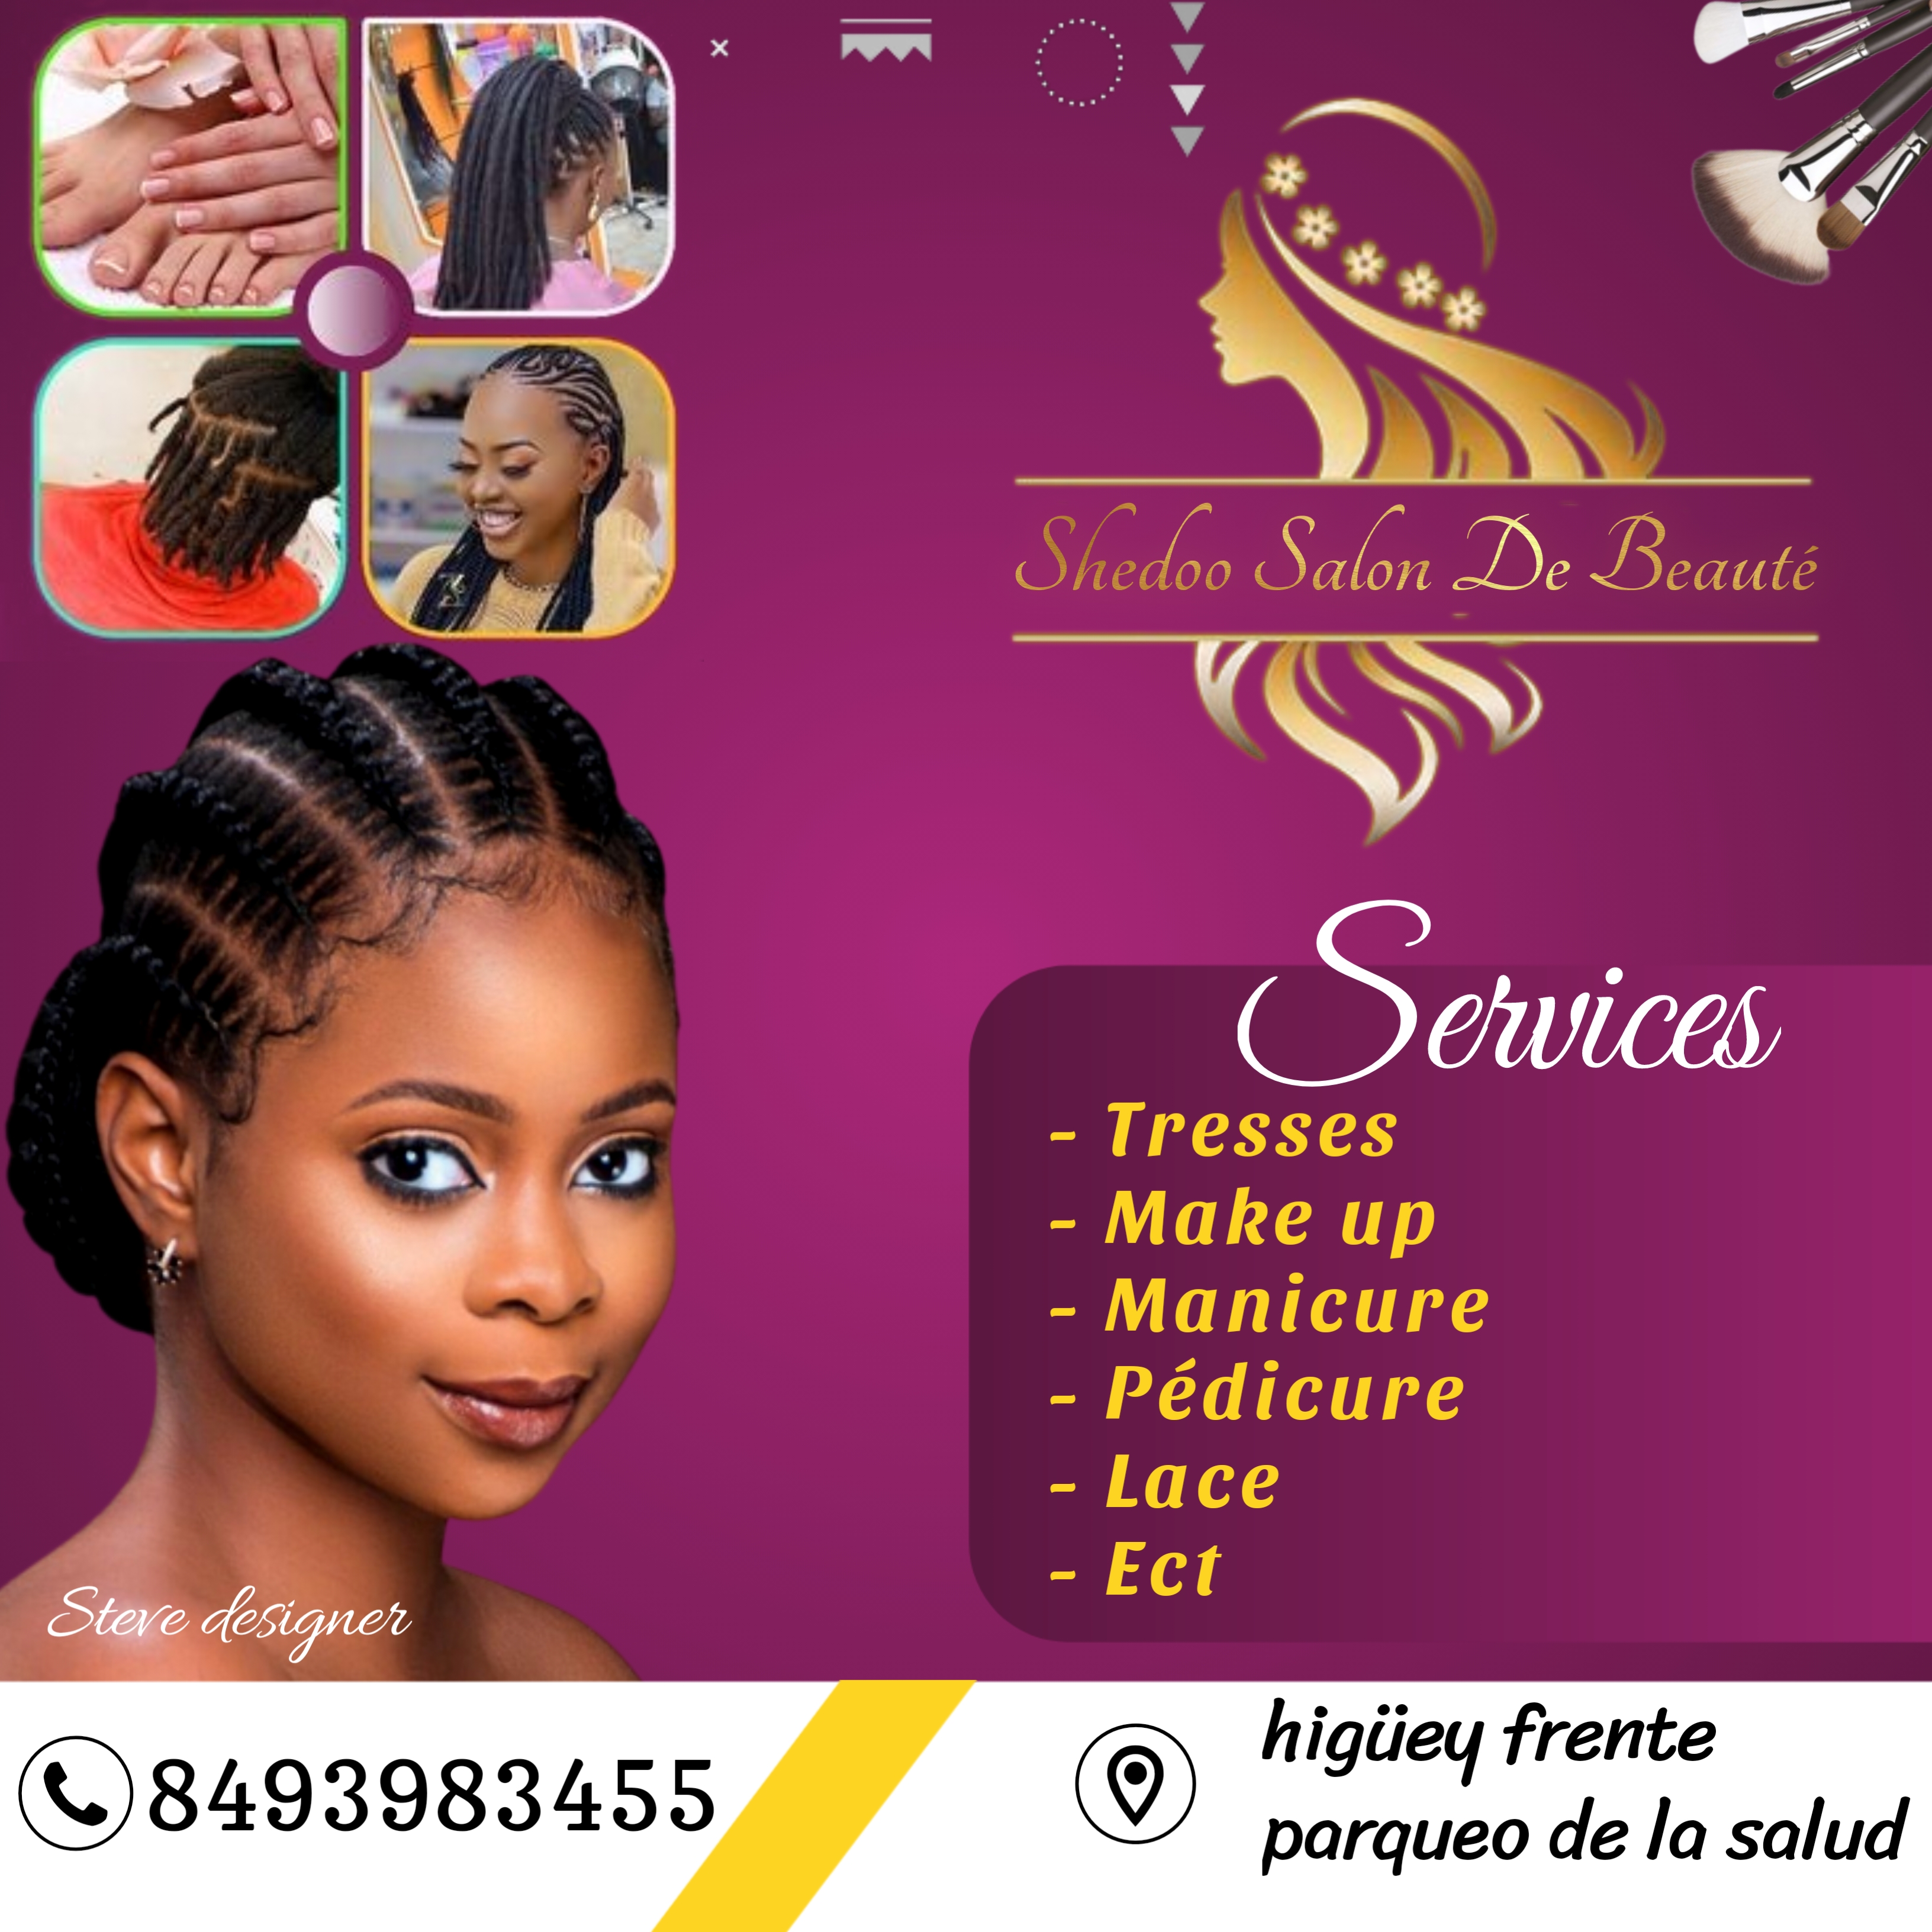 Shedoo Salon De Beauté
Services
- Tresses
- Make up
- Manicure
- Pédicure
- Lace
- Ect
Steve designer
8493983455
higüey frente
parqueo de la salud